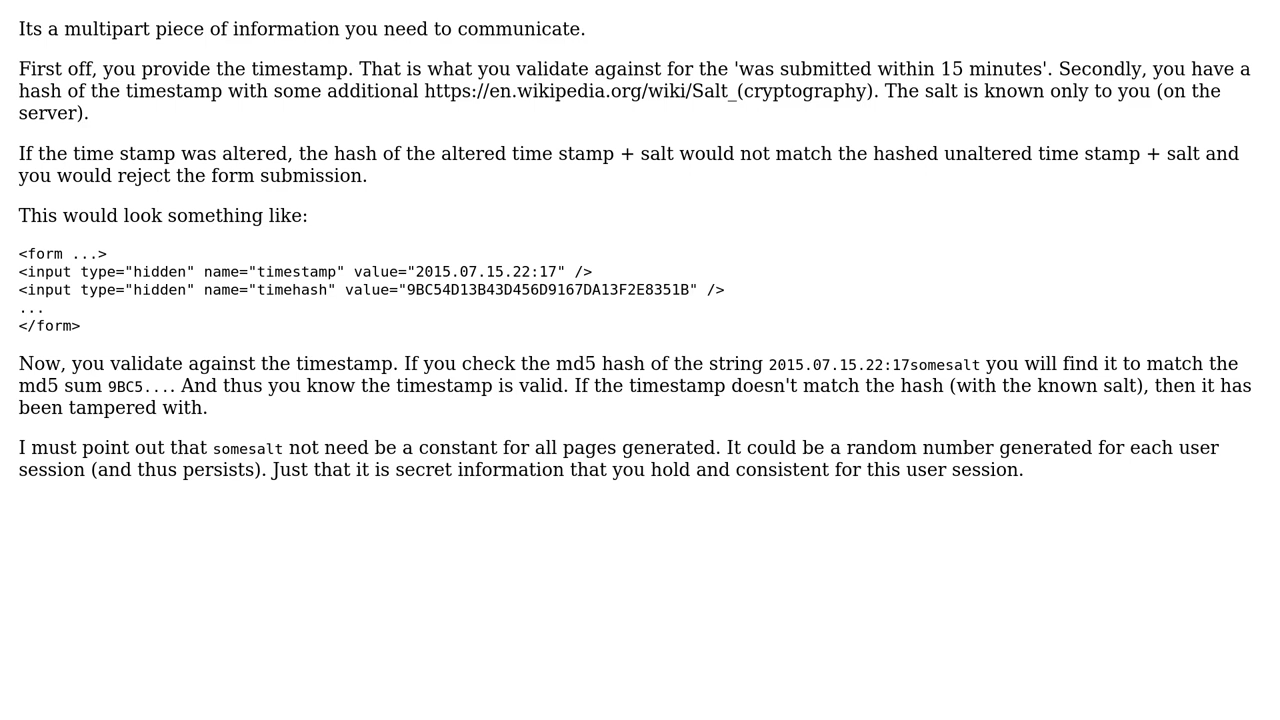 Its a multipart piece of information you need to communicate.
First off, you provide the timestamp. That is what you validate against for the 'was submitted within 15 minutes'. Secondly, you have a
hash of the timestamp with some additional https://en.wikipedia.org/wiki/Salt_(cryptography). The salt is known only to you (on the
server).
If the time stamp was altered, the hash of the altered time stamp + salt would not match the hashed unaltered time stamp + salt and
you would reject the form submission.
This would look something like:
<form ...>
<input type="hidden" name="timestamp" value="2015.07.15.22:17" />
<input type="hidden" name="timehash" value="9BC54D13B43D456D9167DA13F2E8351B" />
...
</form>
Now, you validate against the timestamp. If you check the md5 hash of the string 2015.07.15.22:17somesalt you will find it to match the
md5 sum 9BC5.... And thus you know the timestamp is valid. If the timestamp doesn't match the hash (with the known salt), then it has
been tampered with.
I must point out that somesalt not need be a constant for all pages generated. It could be a random number generated for each user
session (and thus persists). Just that it is secret information that you hold and consistent for this user session.